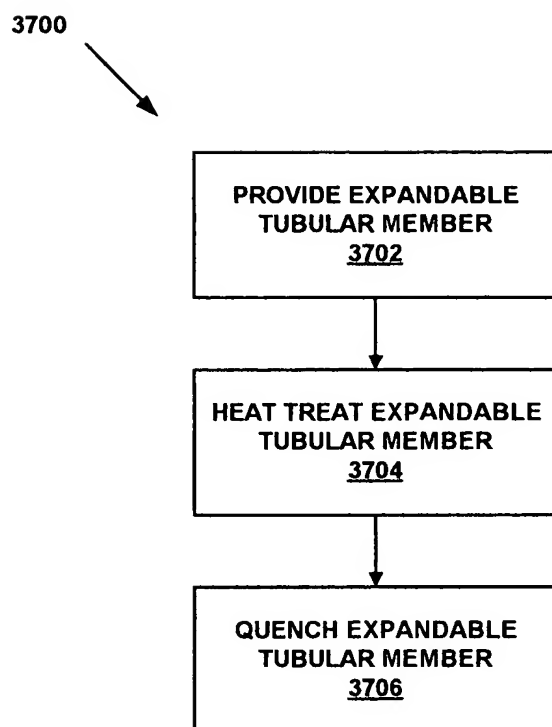 3700
PROVIDE EXPANDABLE
TUBULAR MEMBER
3702
HEAT TREAT EXPANDABLE
TUBULAR MEMBER
3704
QUENCH EXPANDABLE
TUBULAR MEMBER
3706